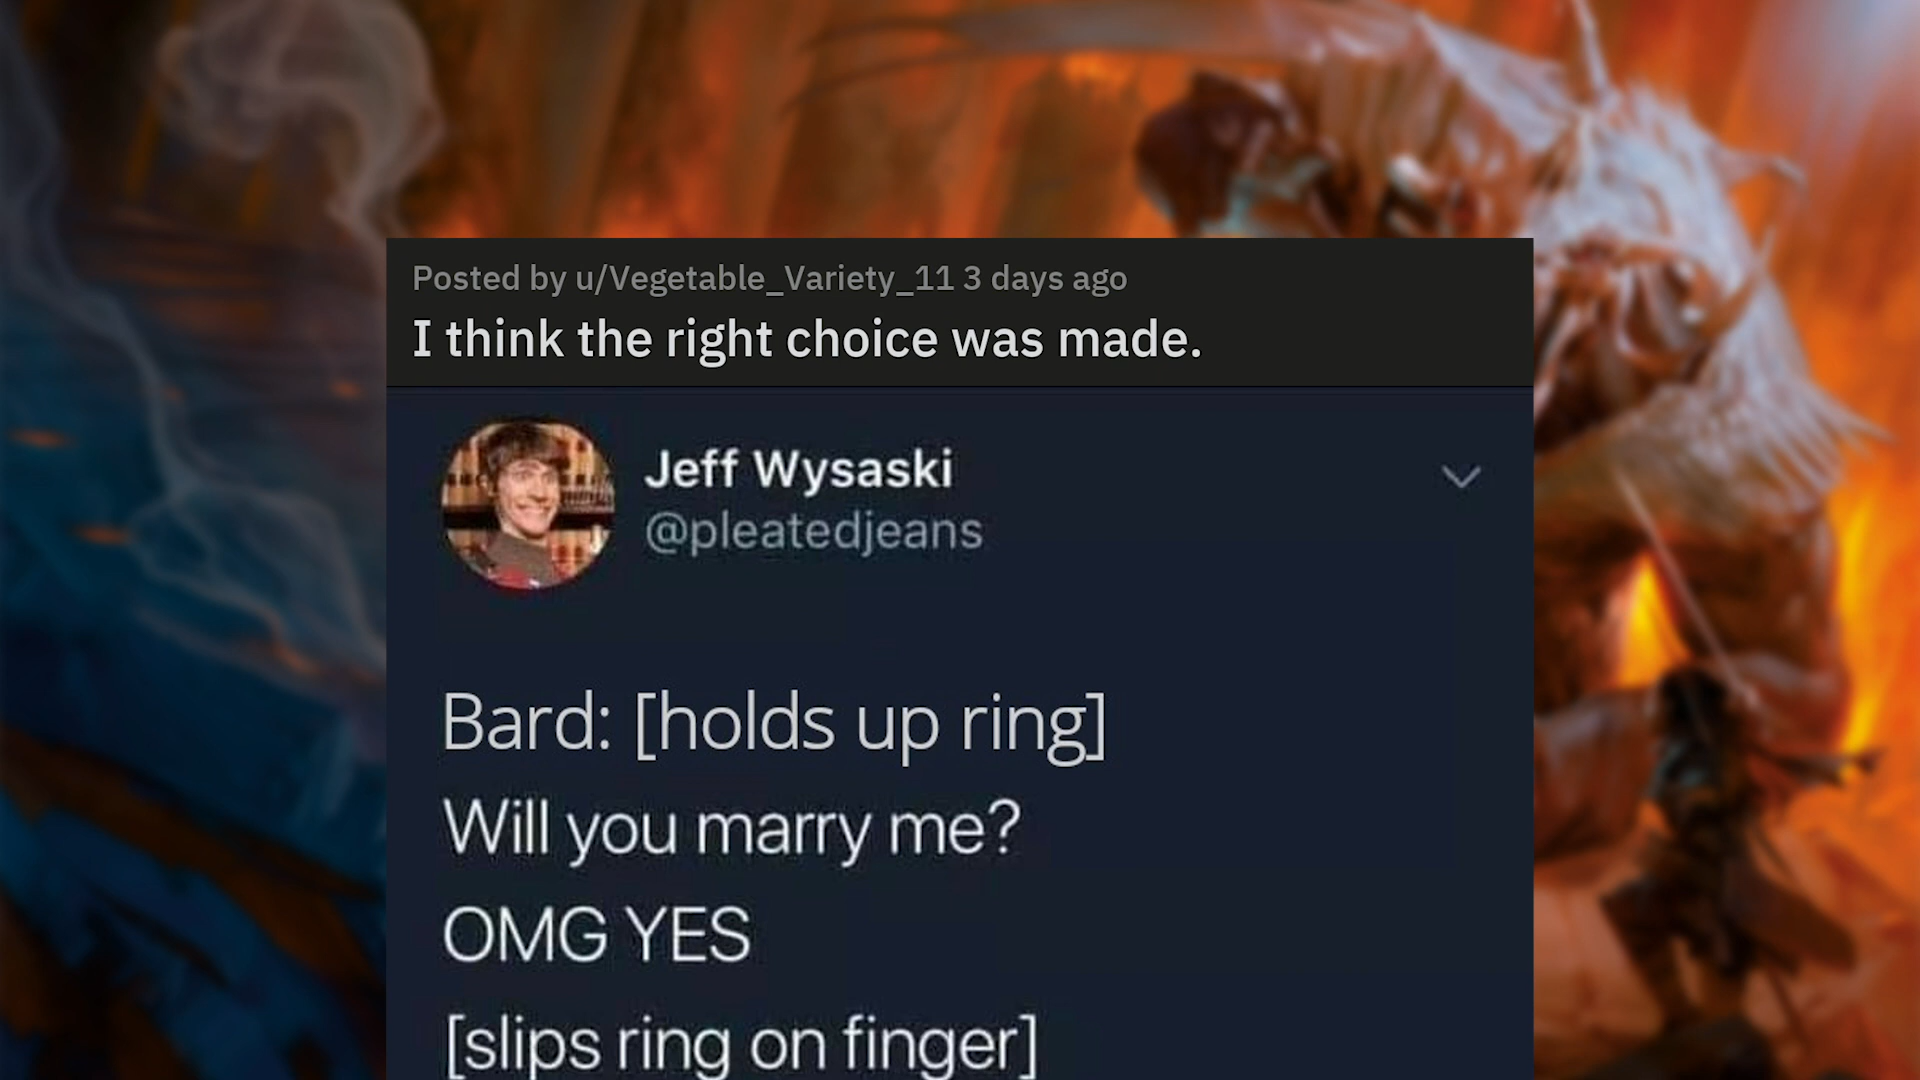 Posted by u/Vegetable_Variety_11 3 days ago
I think the right choice was made.
Jeff Wysaski
@pleatedjeans
Bard: [holds up ring]
Will you marry me?
OMG YES
[slips ring on finger]